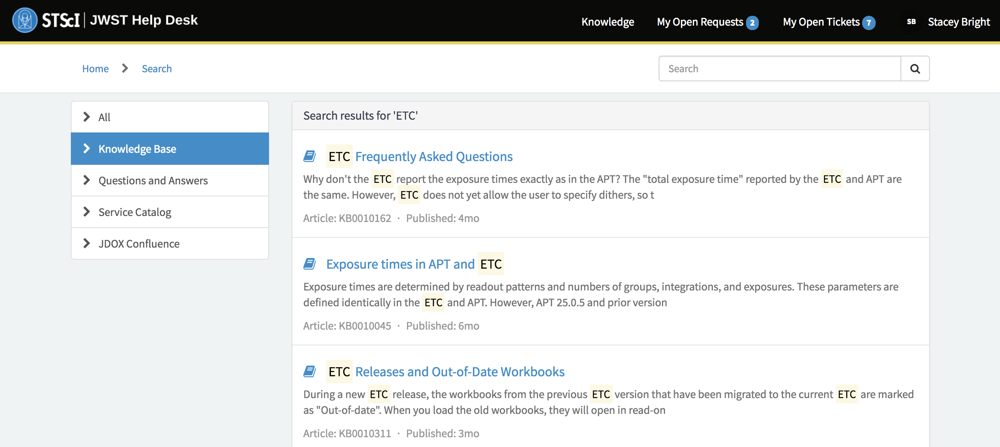 STScI | JWST Help Desk
Knowledge
My Open Requests 2
My Open Tickets 7
SB Stacey Bright
Home
Search
Search
All
Knowledge Base
Questions and Answers
Service Catalog
JDOX Confluence
Search results for 'ETC'
ETC Frequently Asked Questions
Why don't the ETC report the exposure times exactly as in the APT? The "total exposure time" reported by the ETC and APT are
the same. However, ETC does not yet allow the user to specify dithers, so t
Article: KB0010162 · Published: 4mo
Exposure times in APT and ETC
Exposure times are determined by readout patterns and numbers of groups, integrations, and exposures. These parameters are
defined identically in the ETC and APT. However, APT 25.0.5 and prior version
Article: KB0010045 · Published: 6mo
ETC Releases and Out-of-Date Workbooks
During a new ETC release, the workbooks from the previous ETC version that have been migrated to the current ETC are marked
as "Out-of-date". When you load the old workbooks, they will open in read-on
Article: KB0010311 · Published: 3mo